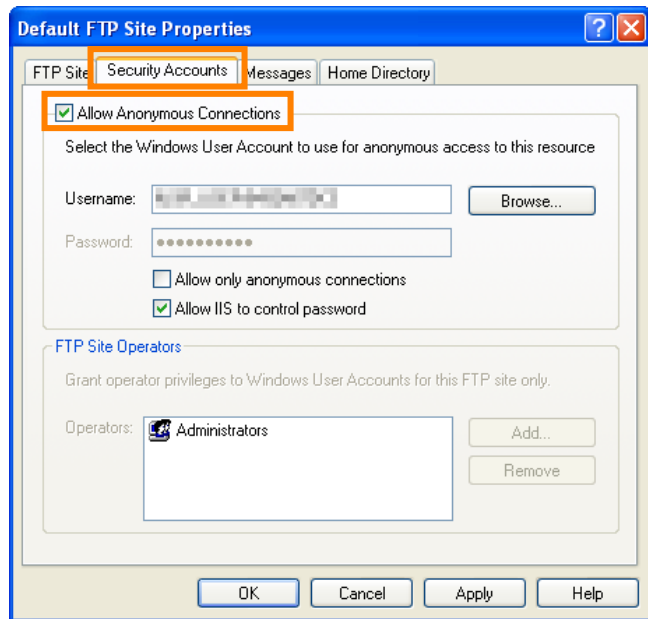 Default FTP Site Properties
FTP Site Security Accounts Messages Home Directory
Allow Anonymous Connections
Select the Windows User Account to use for anonymous access to this resource
Username: Browse...
Password:
Allow only anonymous connections
Allow IIS to control password
FTP Site Operators
Grant operator privileges to Windows User Accounts for this FTP site only.
Operators: Administrators Add...
Remove
OK Cancel Apply Help